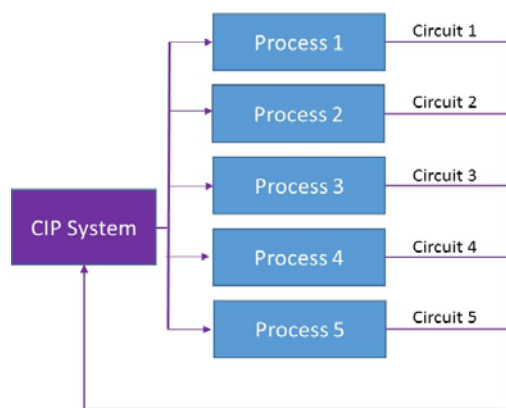 Process 1
Circuit 1
Process 2
Circuit 2
Process 3
Circuit 3
CIP System
Process 4
Circuit 4
Process 5
Circuit 5